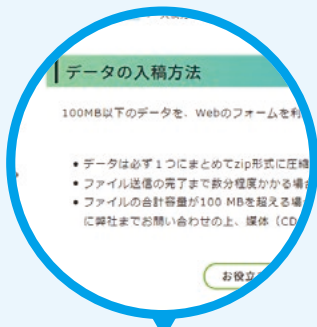 データの入稿方法
100MB以下のデータを、Webのフォームを利
• データは必ず１つにまとめてzip形式に圧縮
• ファイル送信の完了まで数分程度かかる場
• ファイルの合計容量が100 MBを超える場
に弊社までお問い合わせの上、媒体（CD
お役立